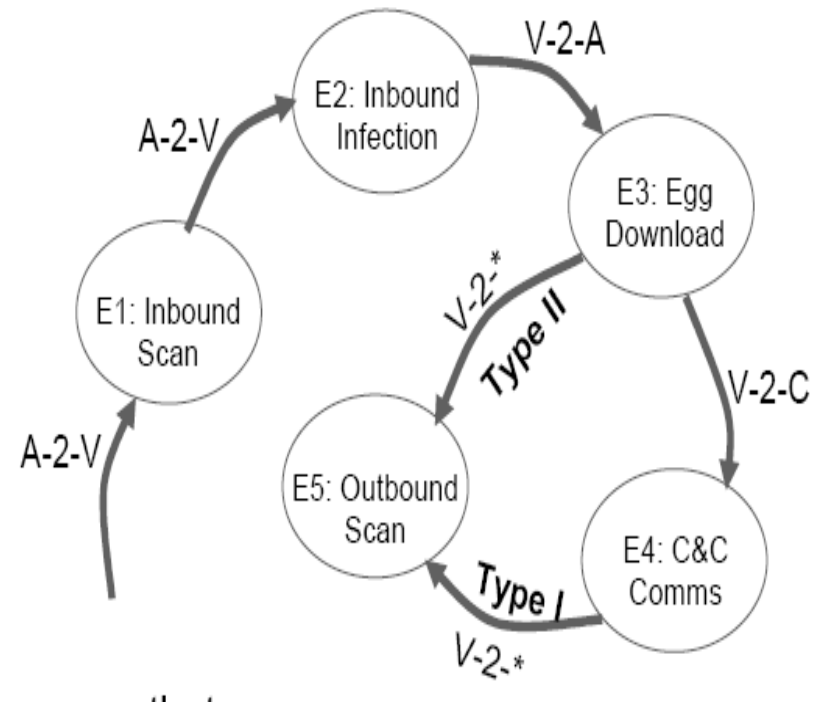 V-2-A
E2: Inbound
Infection
A-2-V
E3: Egg
Download
V-2-*
Type II
E1: Inbound
Scan
V-2-C
A-2-V
E5: Outbound
Scan
E4: C&C
Comms
Type I
V-2-*